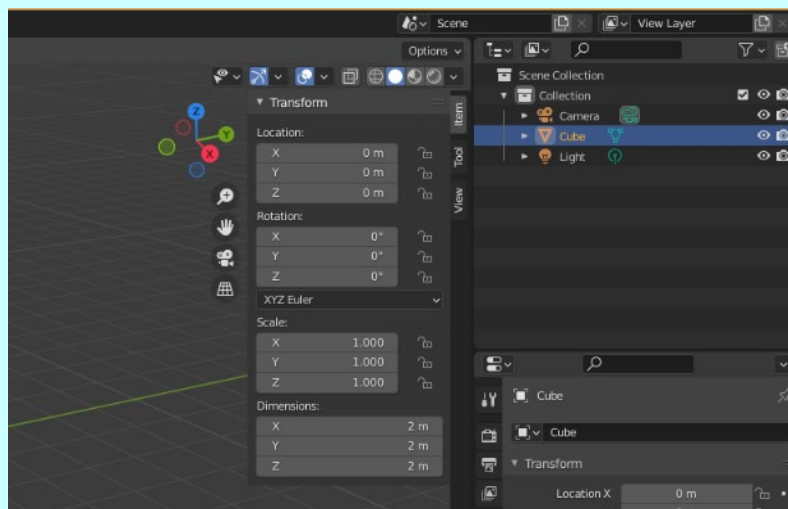 Scene
View Layer
Options
Transform
Location:
X 0 m
Y 0 m
Z 0 m
Rotation:
X 0°
Y 0°
Z 0°
XYZ Euler
Scale:
X 1.000
Y 1.000
Z 1.000
Dimensions:
X 2 m
Y 2 m
Z 2 m
Item
Tool
View
Z
Y
X
Scene Collection
Collection
Camera
Cube
Light
Cube
Cube
Transform
Location X 0 m